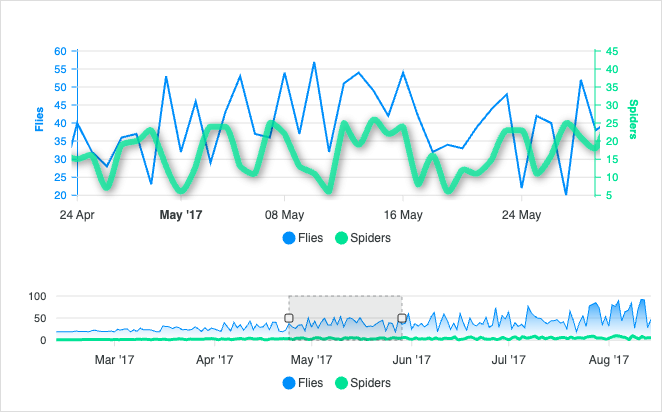 60 45
55 40
50 35
45 30
40 25
35 20
30 15
25 10
20 5
Flies
Spiders
24 Apr May '17 08 May 16 May 24 May
Flies Spiders
100
50
0
Mar '17 Apr '17 May '17 Jun '17 Jul '17 Aug '17
Flies Spiders